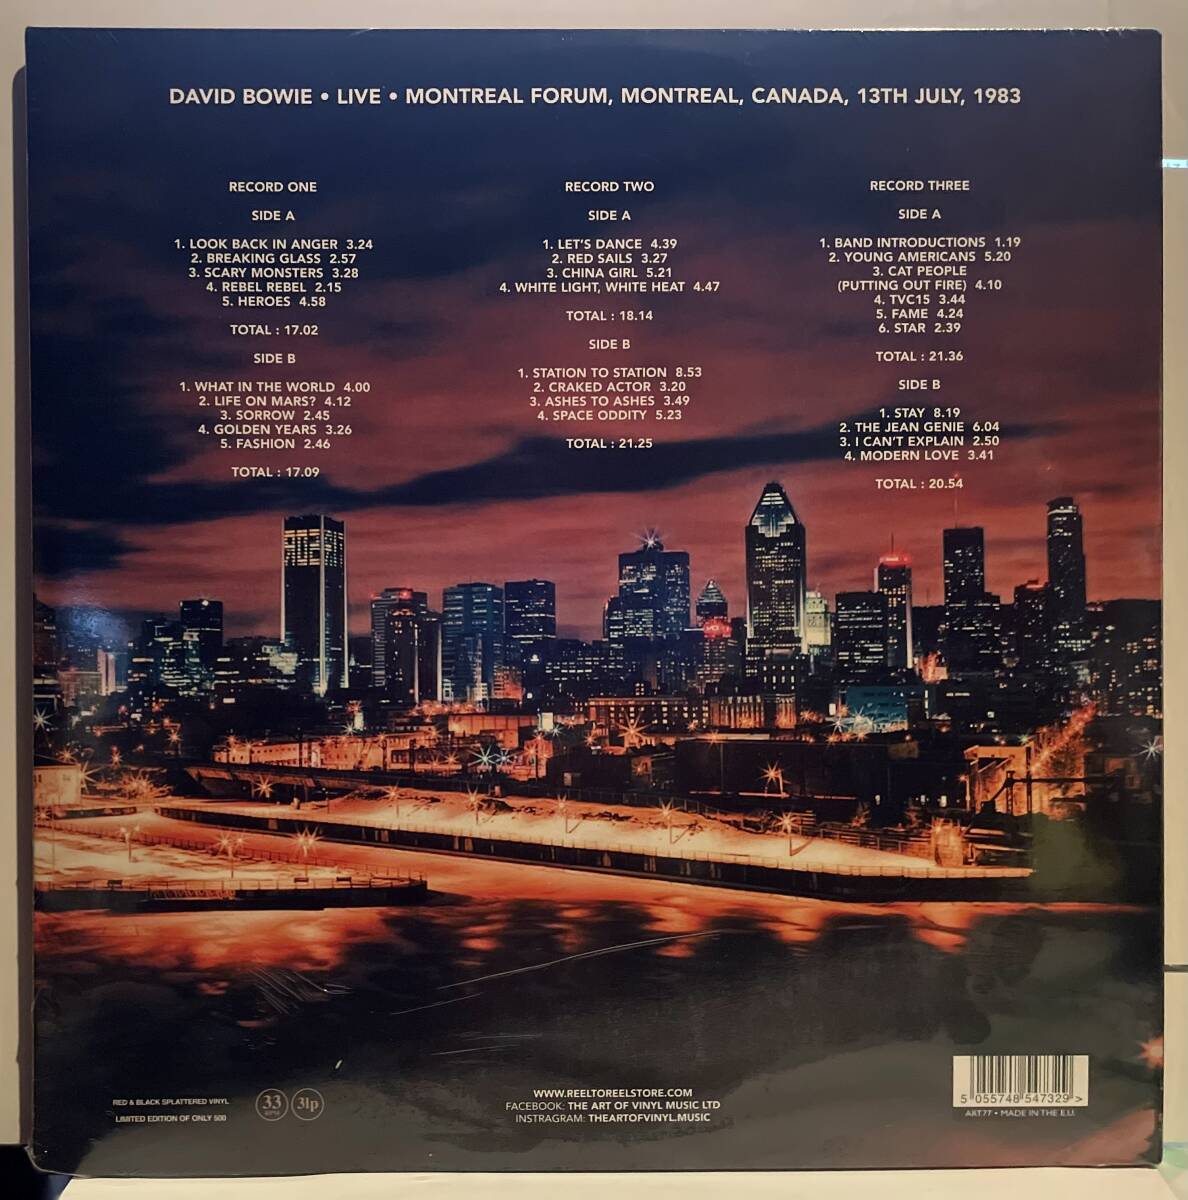 DAVID BOWIE • LIVE • MONTREAL FORUM, MONTREAL, CANADA, 13TH JULY, 1983
RECORD ONE
SIDE A
1. LOOK BACK IN ANGER 3.24
2. BREAKING GLASS 2.57
3. SCARY MONSTERS 3.28
4. REBEL REBEL 2.15
5. HEROES 4.58
TOTAL : 17.02
SIDE B
1. WHAT IN THE WORLD 4.00
2. LIFE ON MARS? 4.12
3. SORROW 2.45
4. GOLDEN YEARS 3.26
5. FASHION 2.46
TOTAL : 17.09
RECORD TWO
SIDE A
1. LET'S DANCE 4.39
2. RED SAILS 3.27
3. CHINA GIRL 5.21
4. WHITE LIGHT, WHITE HEAT 4.47
TOTAL : 18.14
SIDE B
1. STATION TO STATION 8.53
2. CRAKED ACTOR 3.20
3. ASHES TO ASHES 3.49
4. SPACE ODDITY 5.23
TOTAL : 21.25
RECORD THREE
SIDE A
1. BAND INTRODUCTIONS 1.19
2. YOUNG AMERICANS 5.20
3. CAT PEOPLE
(PUTTING OUT FIRE) 4.10
4. TVC15 3.44
5. FAME 4.24
6. STAR 2.39
TOTAL : 21.36
SIDE B
1. STAY 8.19
2. THE JEAN GENIE 6.04
3. I CAN'T EXPLAIN 2.50
4. MODERN LOVE 3.41
TOTAL : 20.54
RED & BLACK SPLATTERED VINYL
LIMITED EDITION OF ONLY 500
33
RPM
3lp
WWW.REELTOREELSTORE.COM
FACEBOOK: THE ART OF VINYL MUSIC LTD
INSTRAGRAM: THEARTOFVINYL.MUSIC
5 055748 547329 >
ART77 • MADE IN THE E.U.